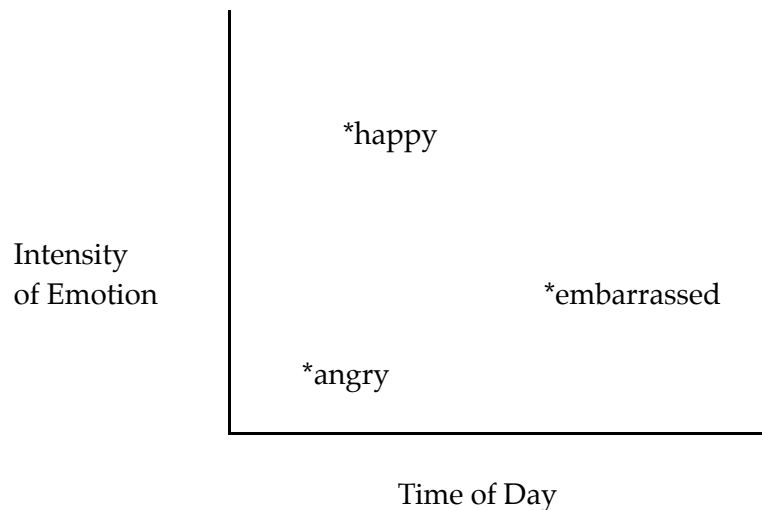 *happy
Intensity
of Emotion
*embarrassed
*angry
Time of Day